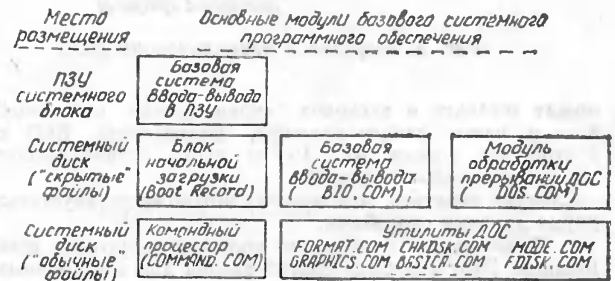 Место размещения
Основные модули базового системного программного обеспечения
ПЗУ системного блока
Базовая система ввода-вывода в ПЗУ
Системный диск ("скрытые" файлы)
Блок начальной загрузки (Boot Record)
Базовая система ввода-вывода ( BIO.COM)
Модуль обработки прерываний ДОС ( DOS.COM)
Системный диск ("обычные" файлы)
Командный процессор (COMMAND.COM)
Утилиты ДОС
FORMAT.COM CHKDSK.COM MODE.COM
GRAPHICS.COM BASICA.COM FDISK.COM